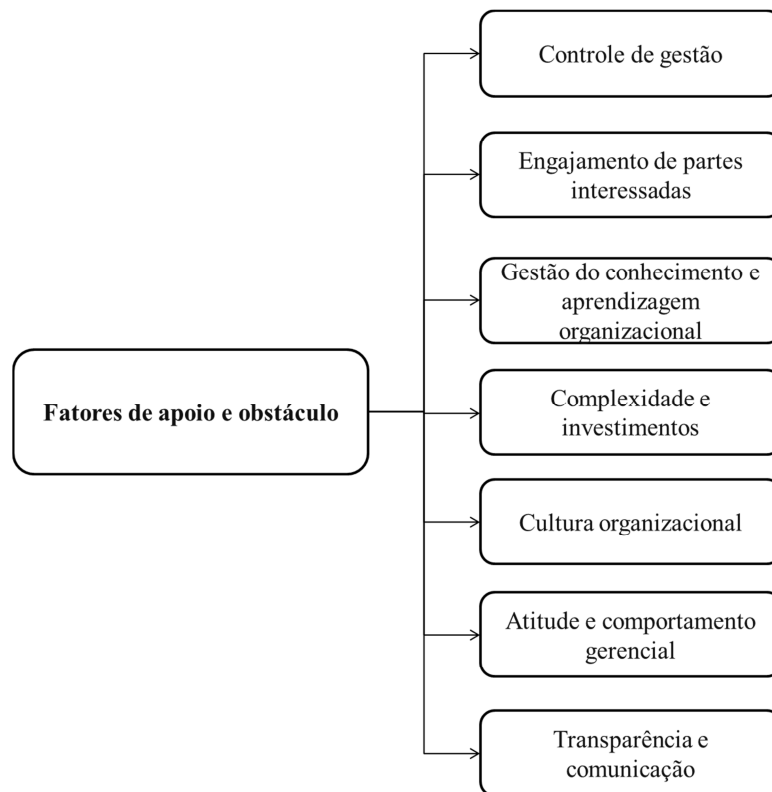 Controle de gestão
Engajamento de partes
interessadas
Gestão do conhecimento e
aprendizagem
organizacional
Fatores de apoio e obstáculo
Complexidade e
investimentos
Cultura organizacional
Atitude e comportamento
gerencial
Transparência e
comunicação